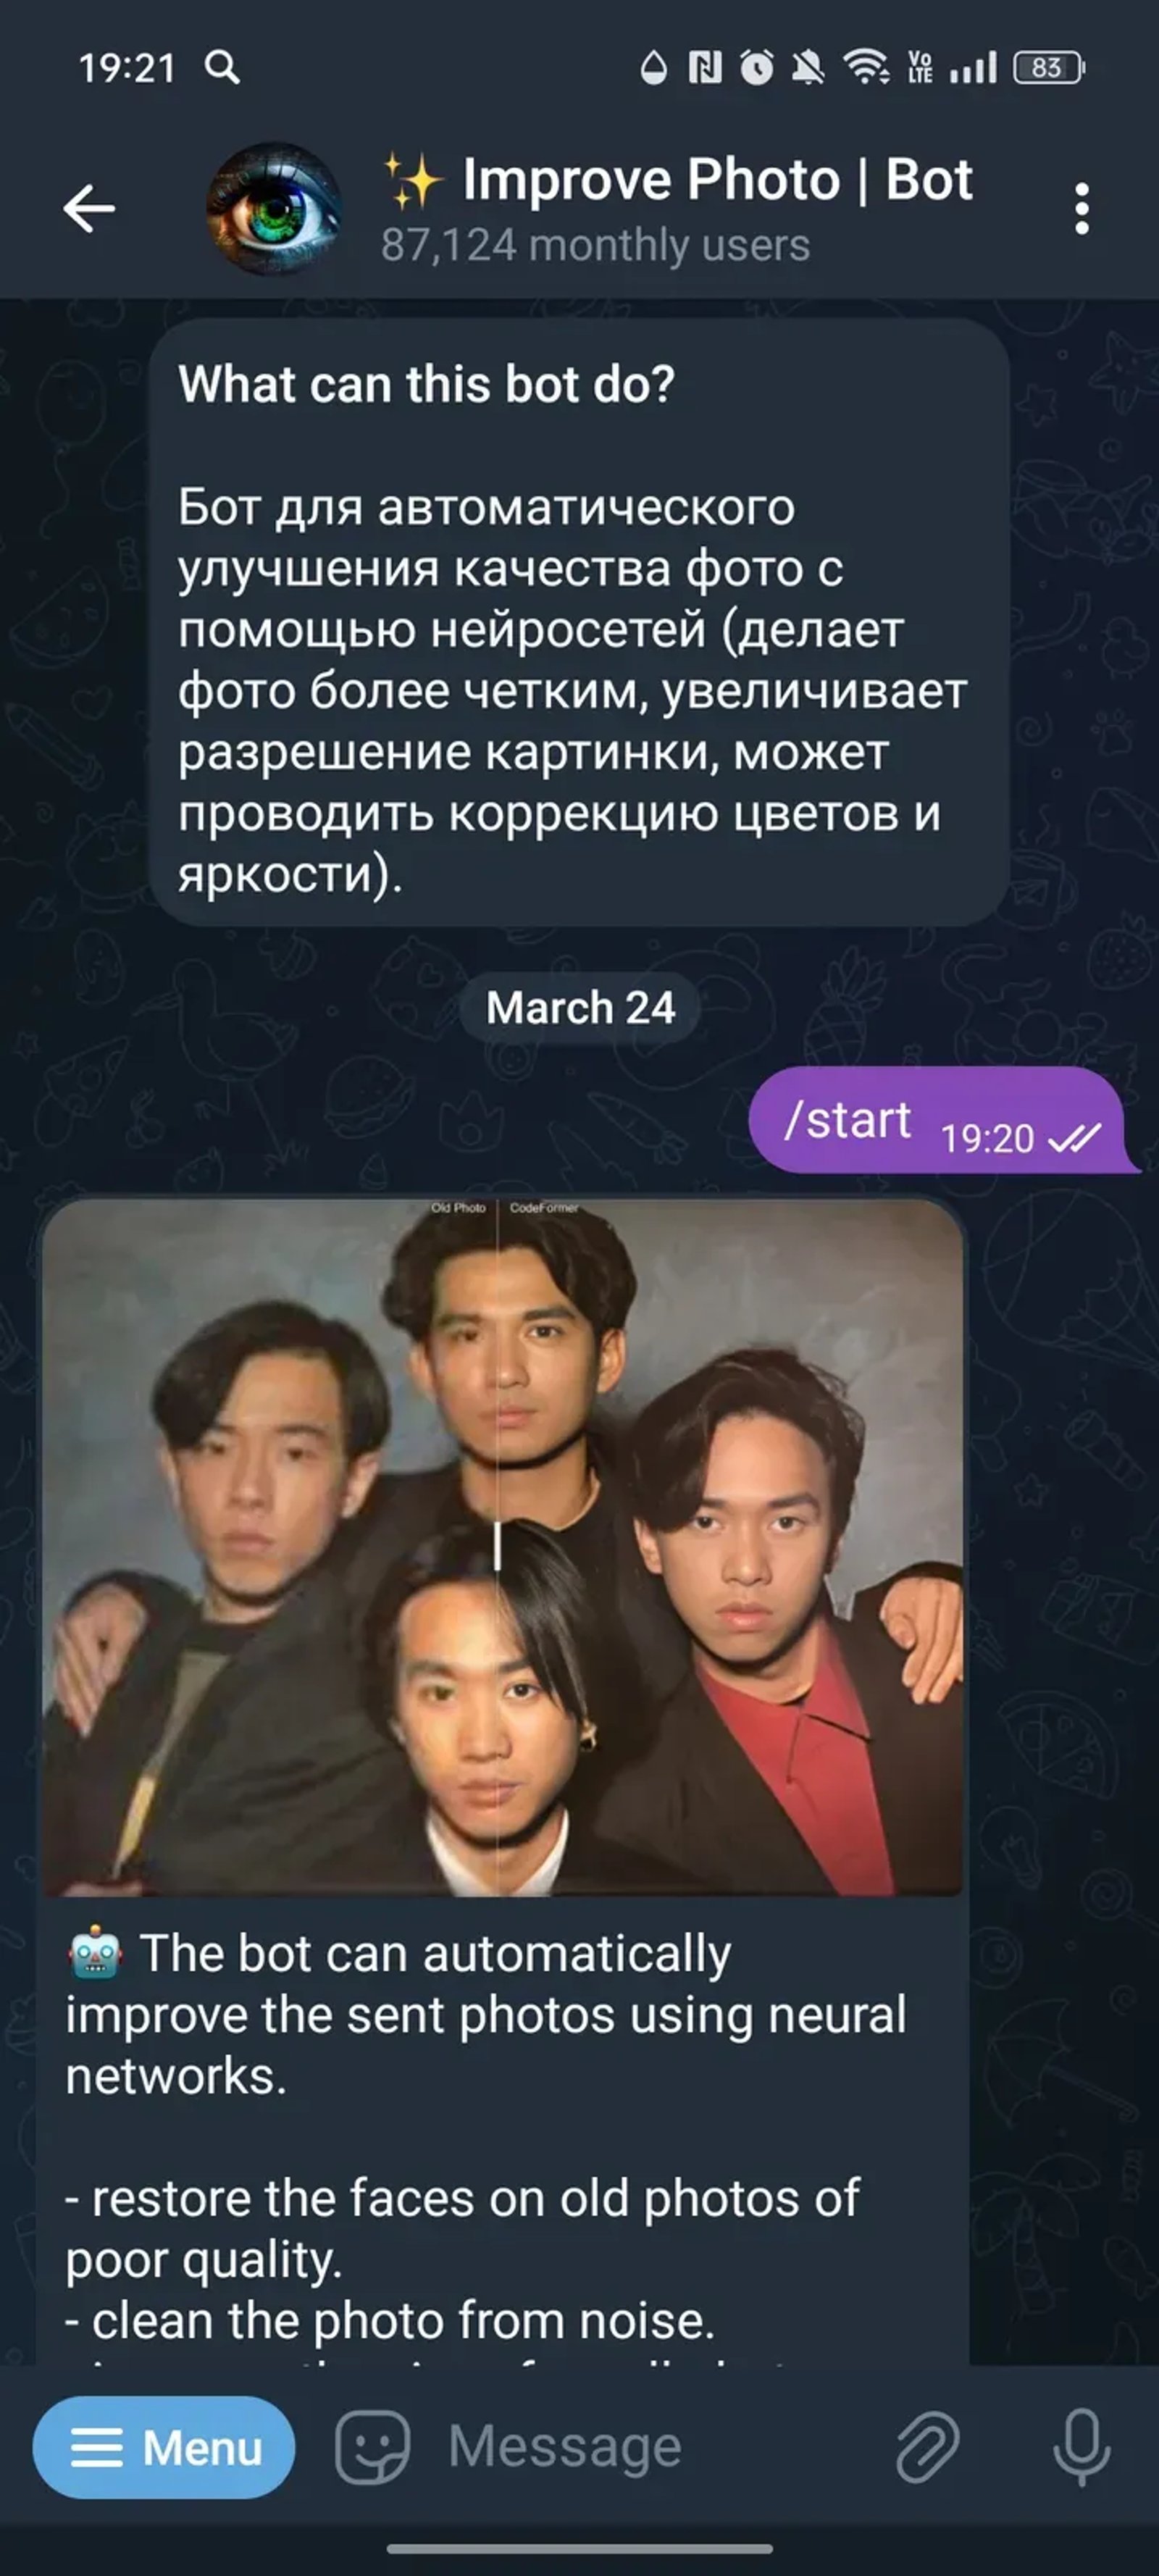 19:21
Vo
LTE
83
✨ Improve Photo | Bot
87,124 monthly users
What can this bot do?
Бот для автоматического
улучшения качества фото с
помощью нейросетей (делает
фото более четким, увеличивает
разрешение картинки, может
проводить коррекцию цветов и
яркости).
March 24
/start 19:20
Old Photo CodeFormer
🤖 The bot can automatically
improve the sent photos using neural
networks.
- restore the faces on old photos of
poor quality.
- clean the photo from noise.
Menu
Message